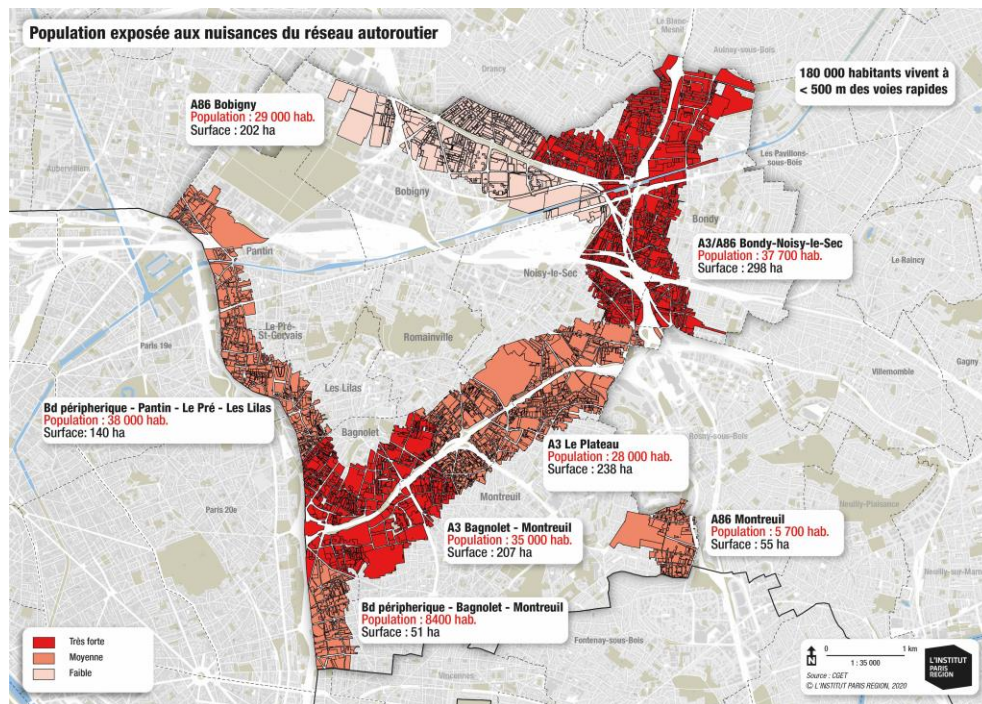 Population exposée aux nuisances du réseau autoroutier
180 000 habitants vivent à
< 500 m des voies rapides
Le Blanc-
Mesnil
Aulnay-sous-Bois
Drancy
A86 Bobigny
Population : 29 000 hab.
Surface : 202 ha
Les Pavillons-
sous-Bois
Aubervilliers
Bobigny
Bondy
Pantin
A3/A86 Bondy-Noisy-le-Sec
Population : 37 700 hab.
Surface : 298 ha
Noisy-le-Sec
Le Raincy
Le Pré-
St-Gervais
Romainville
Paris 19e
Gagny
Villemomble
Les Lilas
Bd péripherique - Pantin - Le Pré - Les Lilas
Population : 38 000 hab.
Surface: 140 ha
Bagnolet
Rosny-sous-Bois
A3 Le Plateau
Population : 28 000 hab.
Surface : 238 ha
Montreuil
Neuilly-Plaisance
Paris 20e
A3 Bagnolet - Montreuil
Population : 35 000 hab.
Surface : 207 ha
A86 Montreuil
Population : 5 700 hab.
Surface : 55 ha
Neuilly-sur-Marn
Bd péripherique - Bagnolet - Montreuil
Population : 8400 hab.
Surface : 51 ha
Fontenay-sous-Bois
Vincennes
Très forte
Moyenne
Faible
N
0 1 km
1 : 35 000
Source : CGET
© L'INSTITUT PARIS REGION, 2020
L'INSTITUT
PARIS
REGION